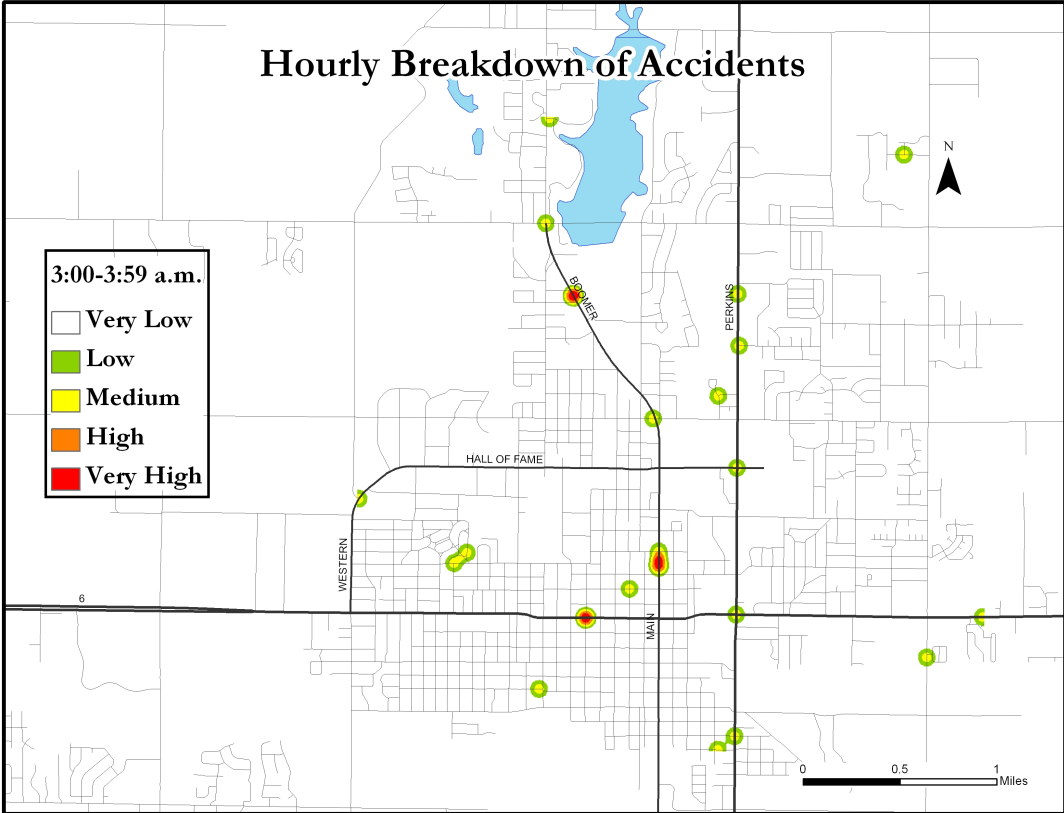 Hourly Breakdown of Accidents
N
3:00-3:59 a.m.
Very Low
Low
Medium
High
Very High
BOOMER
PERKINS
HALL OF FAME
WESTERN
6
MAIN
0 0.5 1
Miles